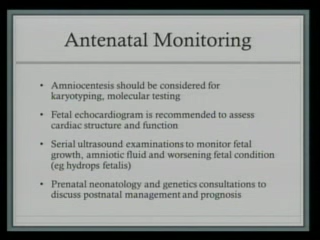 Antenatal Monitoring
• Amniocentesis should be considered for
karyotyping, molecular testing
• Fetal echocardiogram is recommended to assess
cardiac structure and function
• Serial ultrasound examinations to monitor fetal
growth, amniotic fluid and worsening fetal condition
(eg hydrops fetalis)
• Prenatal neonatology and genetics consultations to
discuss postnatal management and prognosis